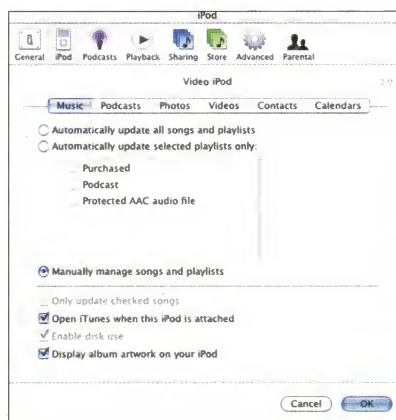 iPod
General iPod Podcasts Playback Sharing Store Advanced Parental
Video iPod
Music Podcasts Photos Videos Contacts Calendars
Automatically update all songs and playlists
Automatically update selected playlists only:
Purchased
Podcast
Protected AAC audio file
Manually manage songs and playlists
Only update checked songs
Open iTunes when this iPod is attached
Enable disk use
Display album artwork on your iPod
Cancel OK